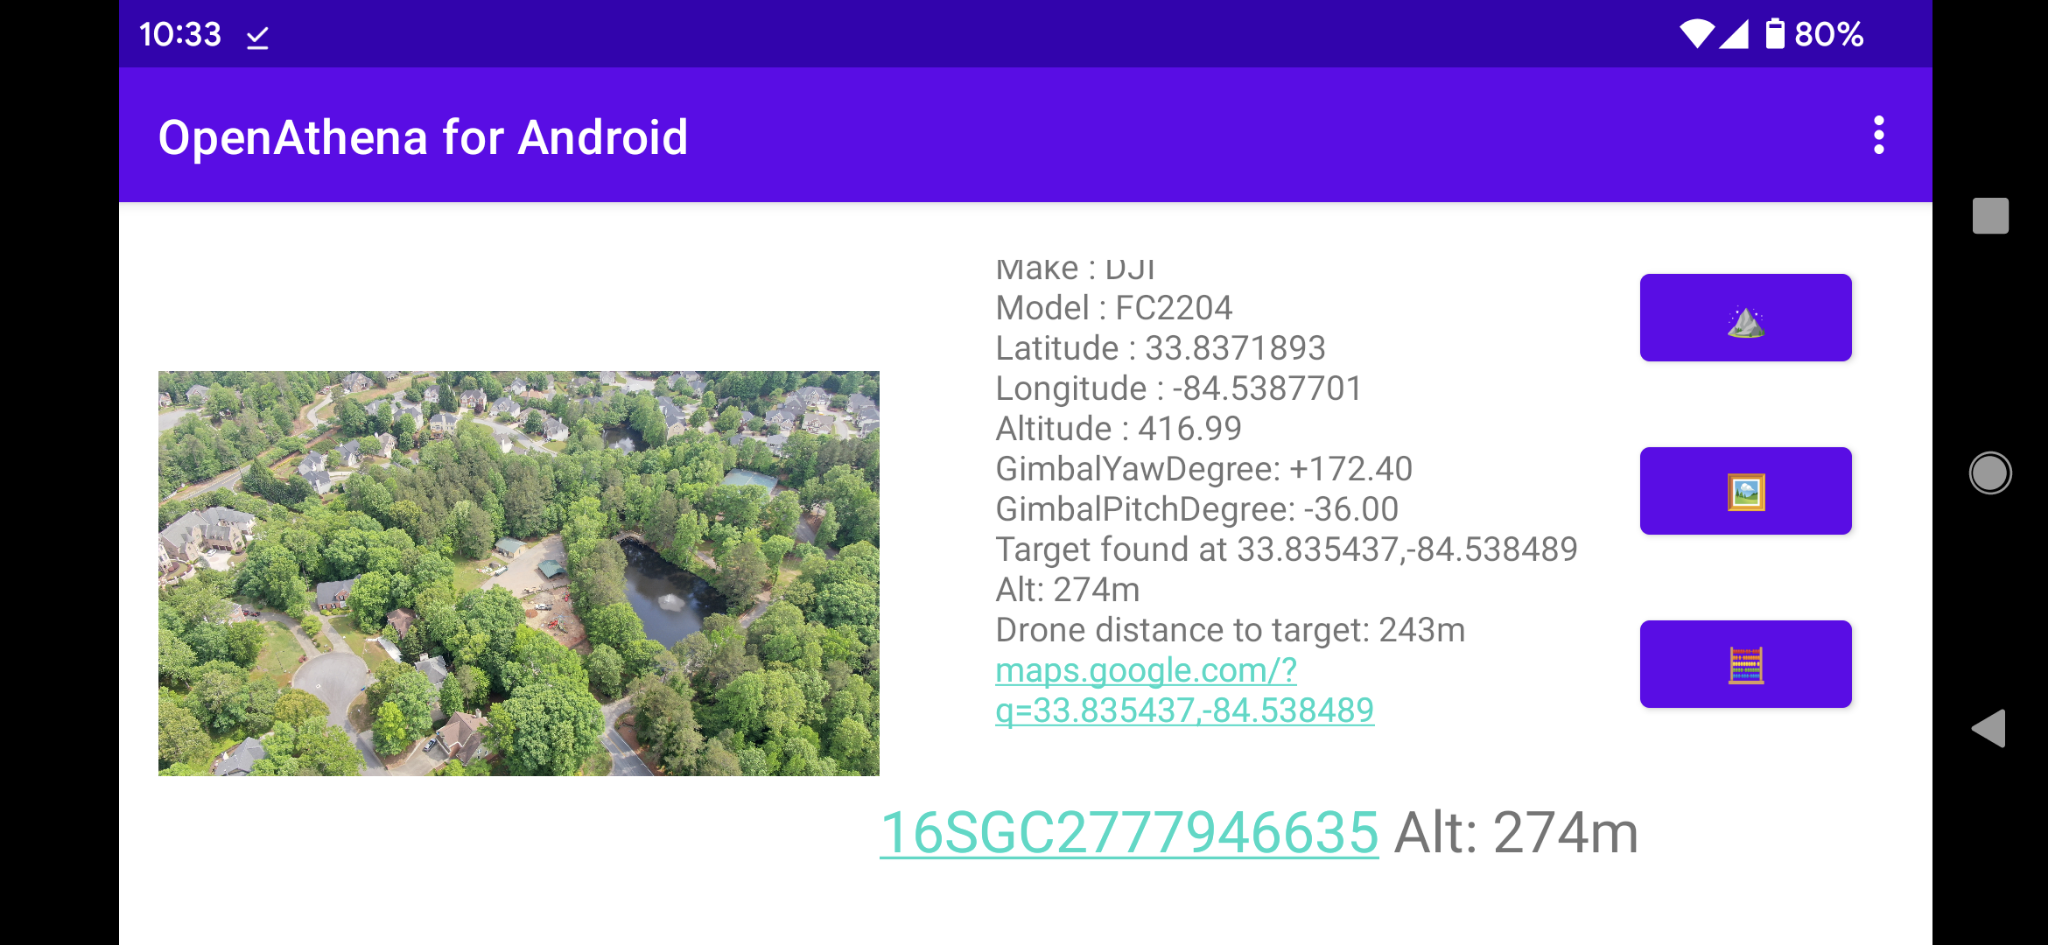 10:33
80%
OpenAthena for Android
Make : DJI
Model : FC2204
Latitude : 33.8371893
Longitude : -84.5387701
Altitude : 416.99
GimbalYawDegree: +172.40
GimbalPitchDegree: -36.00
Target found at 33.835437,-84.538489
Alt: 274m
Drone distance to target: 243m
maps.google.com/?
q=33.835437,-84.538489
16SGC2777946635 Alt: 274m